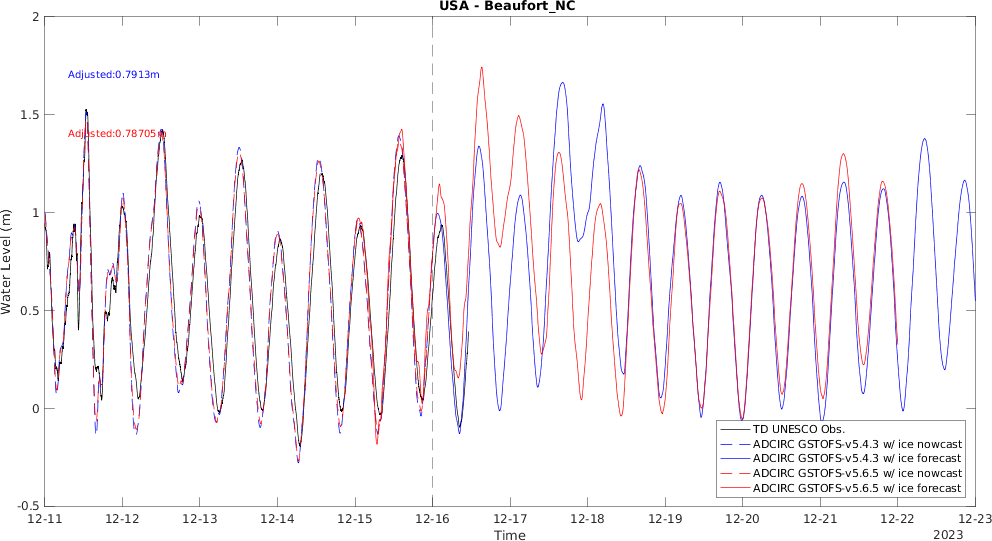 USA - Beaufort_NC
2
1.5
1
0.5
0
-0.5
Water Level (m)
Adjusted:0.7913m
Adjusted:0.78705m
TD UNESCO Obs.
ADCIRC GSTOFS-v5.4.3 w/ ice nowcast
ADCIRC GSTOFS-v5.4.3 w/ ice forecast
ADCIRC GSTOFS-v5.6.5 w/ ice nowcast
ADCIRC GSTOFS-v5.6.5 w/ ice forecast
12-11 12-12 12-13 12-14 12-15 12-16 12-17 12-18 12-19 12-20 12-21 12-22 12-23
Time
2023